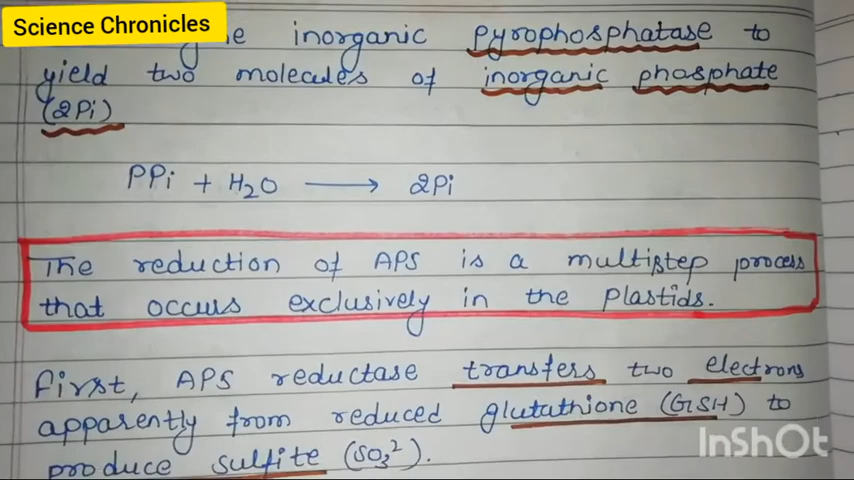 Science Chronicles
inorganic pyrophosphatase to
yield two molecules of inorganic phosphate
(2Pi)
PPi + H2O ⟶ 2Pi
The reduction of APS is a multistep process
that occurs exclusively in the plastids.
First, APS reductase transfers two electrons
apparently from reduced glutathione (GSH) to
produce sulfite (SO3²).
InShOt